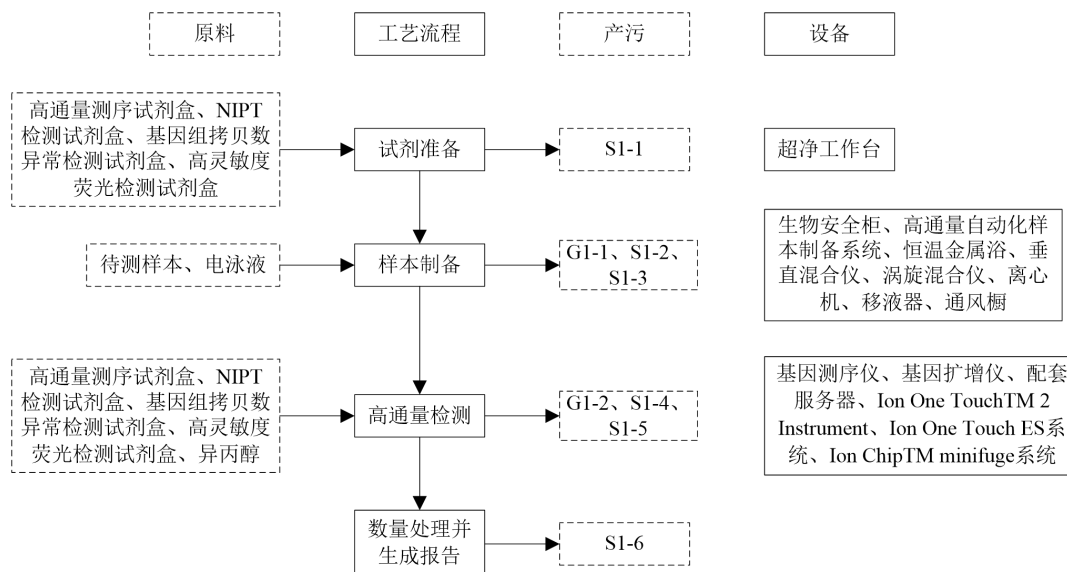 原料
工艺流程
产污
设备
高通量测序试剂盒、NIPT
检测试剂盒、基因组拷贝数
异常检测试剂盒、高灵敏度
荧光检测试剂盒
试剂准备
S1-1
超净工作台
待测样本、电泳液
样本制备
G1-1、S1-2、
S1-3
生物安全柜、高通量自动化样
本制备系统、恒温金属浴、垂
直混合仪、涡旋混合仪、离心
机、移液器、通风橱
高通量测序试剂盒、NIPT
检测试剂盒、基因组拷贝数
异常检测试剂盒、高灵敏度
荧光检测试剂盒、异丙醇
高通量检测
G1-2、S1-4、
S1-5
基因测序仪、基因扩增仪、配套
服务器、Ion One TouchTM 2
Instrument、Ion One Touch ES系
统、Ion ChipTM minifuge系统
数量处理并
生成报告
S1-6